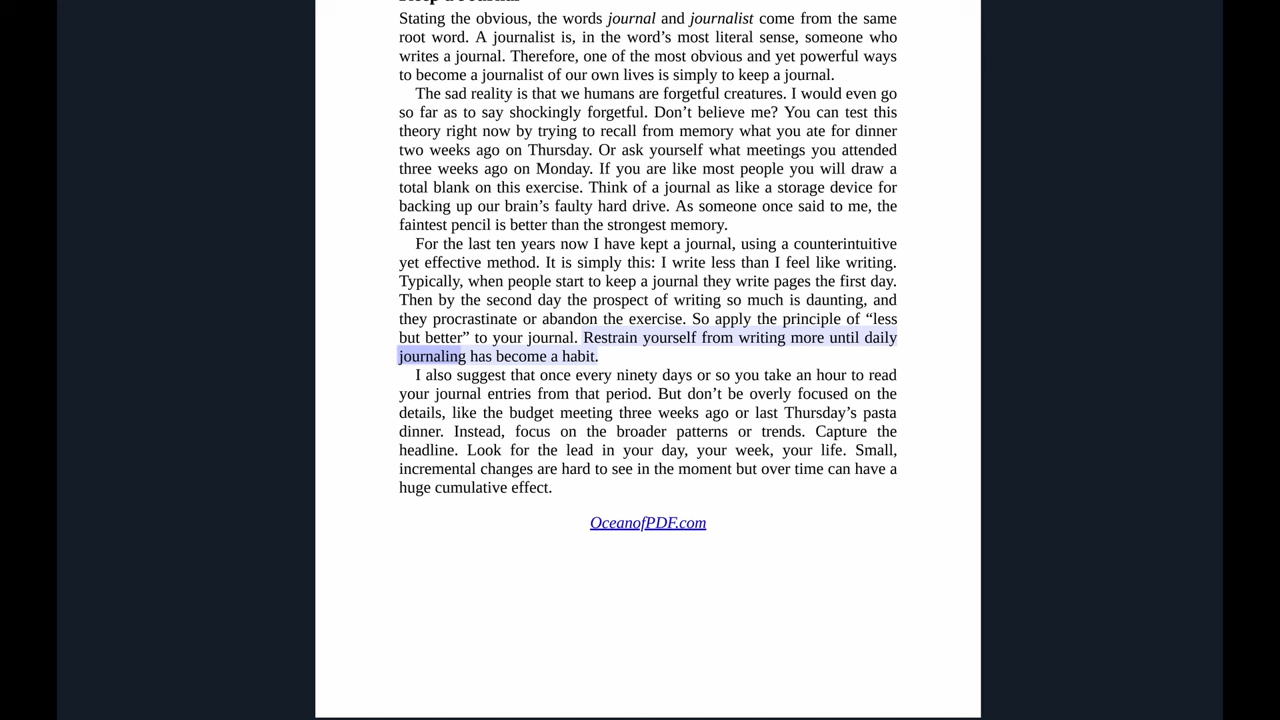 Keep a Journal
Stating the obvious, the words journal and journalist come from the same
root word. A journalist is, in the word’s most literal sense, someone who
writes a journal. Therefore, one of the most obvious and yet powerful ways
to become a journalist of our own lives is simply to keep a journal.
The sad reality is that we humans are forgetful creatures. I would even go
so far as to say shockingly forgetful. Don’t believe me? You can test this
theory right now by trying to recall from memory what you ate for dinner
two weeks ago on Thursday. Or ask yourself what meetings you attended
three weeks ago on Monday. If you are like most people you will draw a
total blank on this exercise. Think of a journal as like a storage device for
backing up our brain’s faulty hard drive. As someone once said to me, the
faintest pencil is better than the strongest memory.
For the last ten years now I have kept a journal, using a counterintuitive
yet effective method. It is simply this: I write less than I feel like writing.
Typically, when people start to keep a journal they write pages the first day.
Then by the second day the prospect of writing so much is daunting, and
they procrastinate or abandon the exercise. So apply the principle of “less
but better” to your journal. Restrain yourself from writing more until daily
journaling has become a habit.
I also suggest that once every ninety days or so you take an hour to read
your journal entries from that period. But don’t be overly focused on the
details, like the budget meeting three weeks ago or last Thursday’s pasta
dinner. Instead, focus on the broader patterns or trends. Capture the
headline. Look for the lead in your day, your week, your life. Small,
incremental changes are hard to see in the moment but over time can have a
huge cumulative effect.
OceanofPDF.com